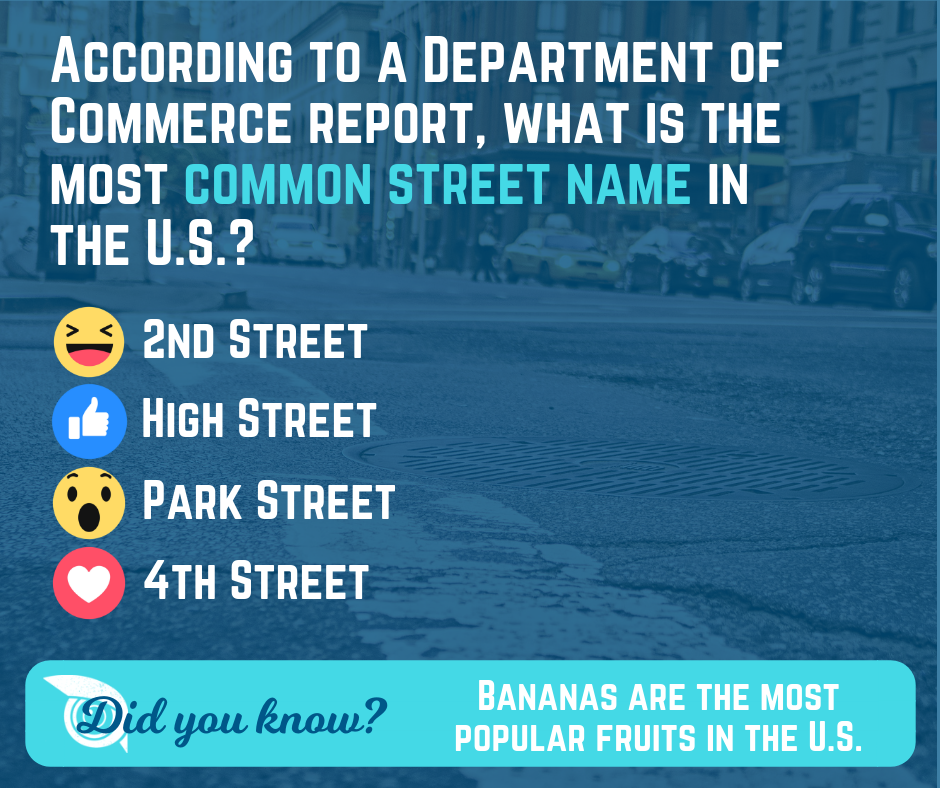 According to a Department of
Commerce report, what is the
most common street name in
the U.S.?
2nd Street
High Street
Park Street
4th Street
Did you know?
Bananas are the most
popular fruits in the U.S.